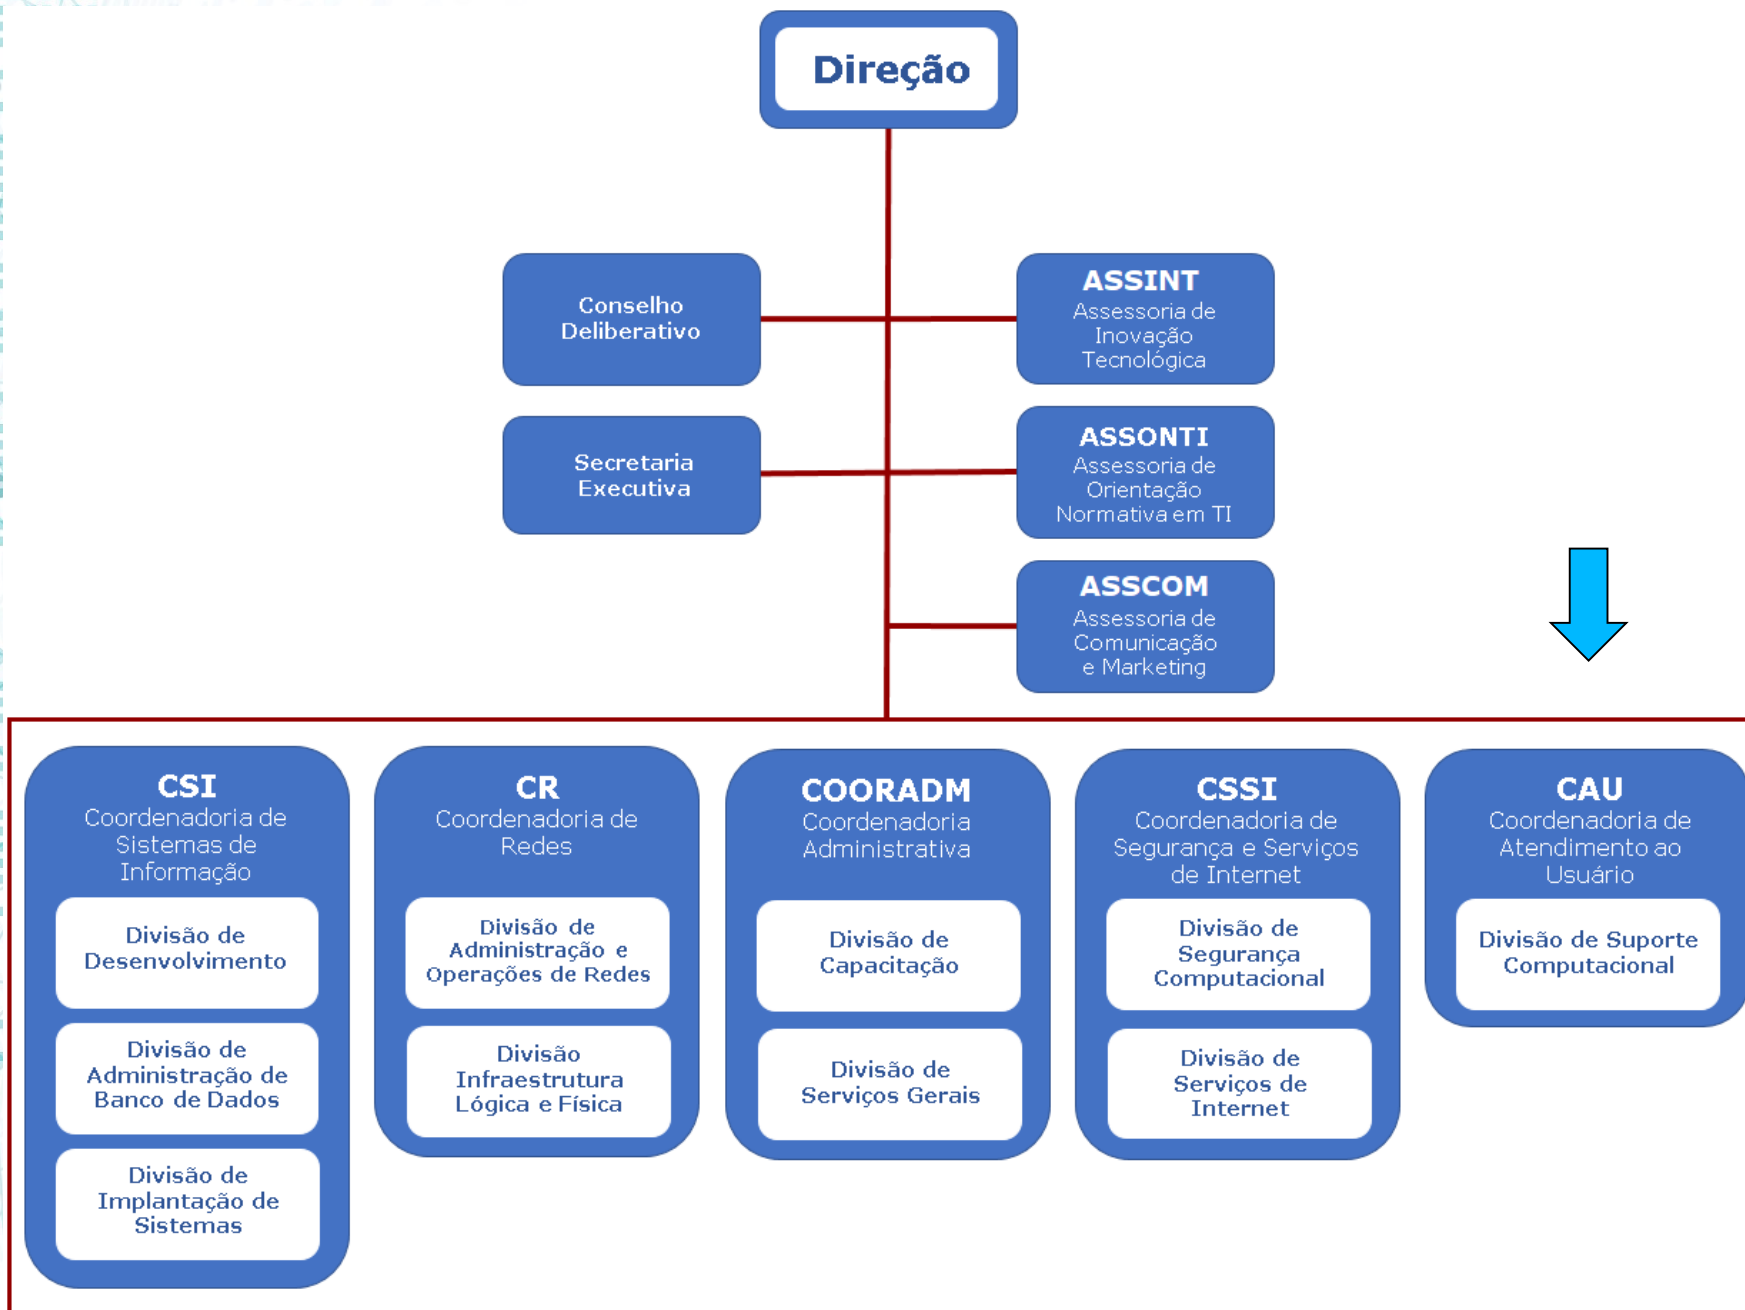 Direção
Conselho
Deliberativo
ASSINT
Assessoria de
Inovação
Tecnológica
Secretaria
Executiva
ASSONTI
Assessoria de
Orientação
Normativa em TI
ASSCOM
Assessoria de
Comunicação
e Marketing
CSI
Coordenadoria de
Sistemas de
Informação
Divisão de
Desenvolvimento
Divisão de
Administração de
Banco de Dados
Divisão de
Implantação de
Sistemas
CR
Coordenadoria de
Redes
Divisão de
Administração e
Operações de Redes
Divisão
Infraestrutura
Lógica e Física
COORADM
Coordenadoria
Administrativa
Divisão de
Capacitação
Divisão de
Serviços Gerais
CSSI
Coordenadoria de
Segurança e Serviços
de Internet
Divisão de
Segurança
Computacional
Divisão de
Serviços de
Internet
CAU
Coordenadoria de
Atendimento ao
Usuário
Divisão de Suporte
Computacional